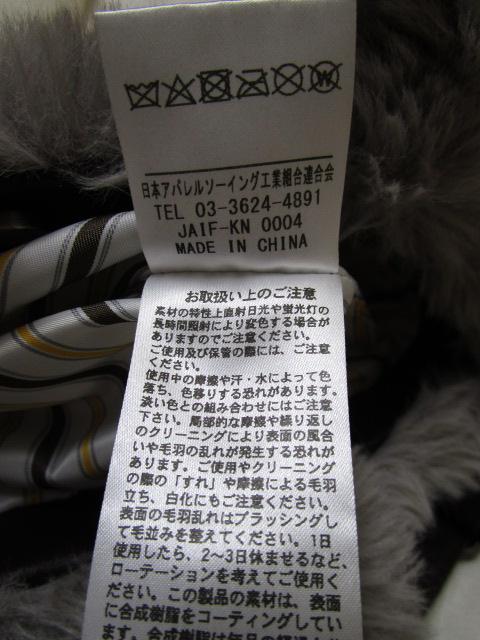 日本アパレルソーイング工業組合連合会
TEL 03-3624-4891
JAIF-KN 0004
MADE IN CHINA
お取扱い上のご注意
素材の特性上直射日光や蛍光灯の
長時間照射により変色する場合が
ありますのでご注意ください。
ご使用及び保管の際には、ご注意
ください。
使用中の摩擦や汗・水によって色
落ち、色移りする恐れがあります。
淡い色との組み合わせにはご注意
下さい。局部的な摩擦や繰り返し
のクリーニングにより表面の風合
いや毛羽の乱れが発生する恐れが
あります。ご使用やクリーニング
の際の「すれ」や摩擦による毛羽
立ち、白化にもご注意ください。
表面の毛羽乱れはブラッシングし
て毛並みを整えてください。1日
使用したら、2〜3日休ませるなど、
ローテーションを考えてご使用く
ださい。この製品の素材は、表面
に合成樹脂をコーティングしてい
ます。合成樹脂は毎日の